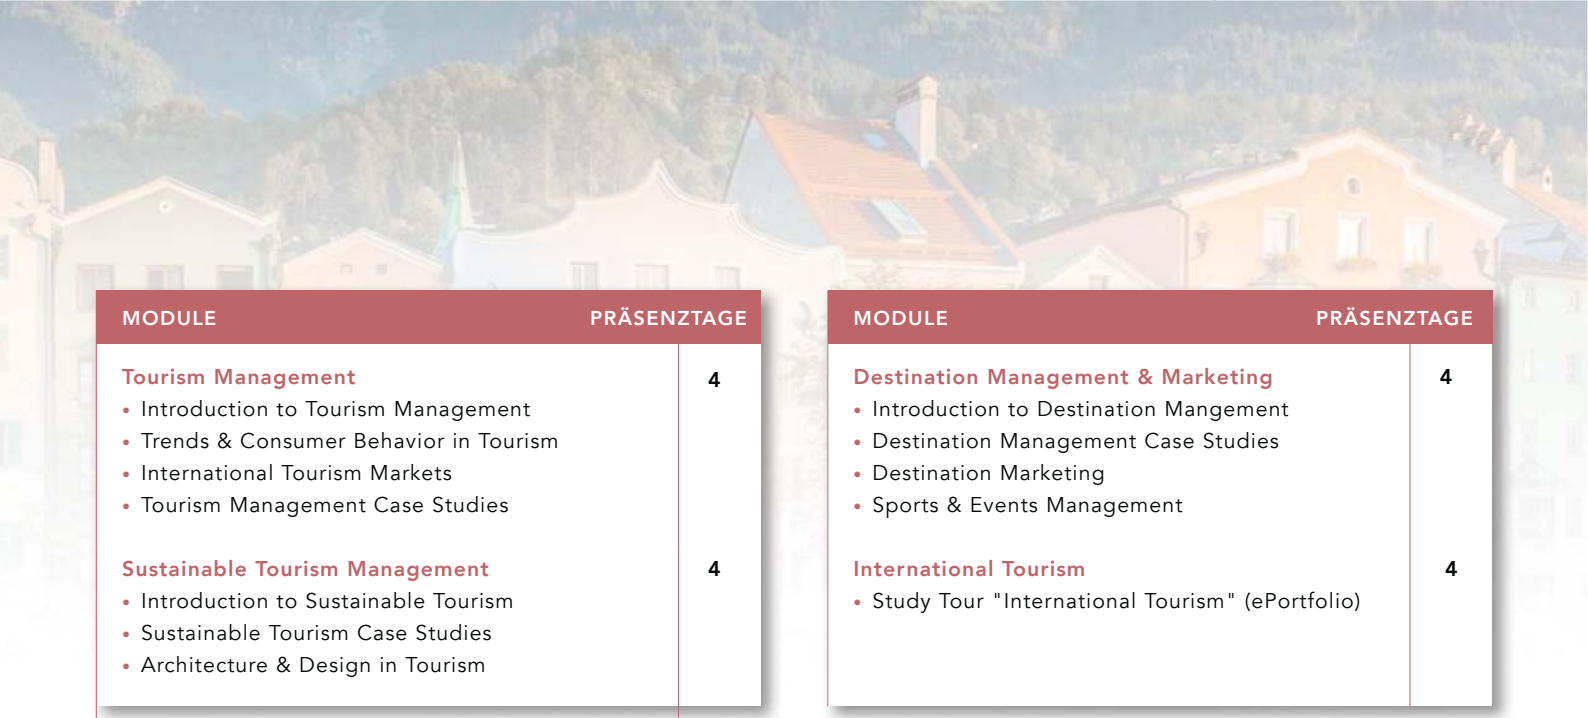 MODULE PRÄSENZTAGE
Tourism Management 4
• Introduction to Tourism Management
• Trends & Consumer Behavior in Tourism
• International Tourism Markets
• Tourism Management Case Studies
Sustainable Tourism Management 4
• Introduction to Sustainable Tourism
• Sustainable Tourism Case Studies
• Architecture & Design in Tourism
MODULE PRÄSENZTAGE
Destination Management & Marketing 4
• Introduction to Destination Mangement
• Destination Management Case Studies
• Destination Marketing
• Sports & Events Management
International Tourism 4
• Study Tour "International Tourism" (ePortfolio)